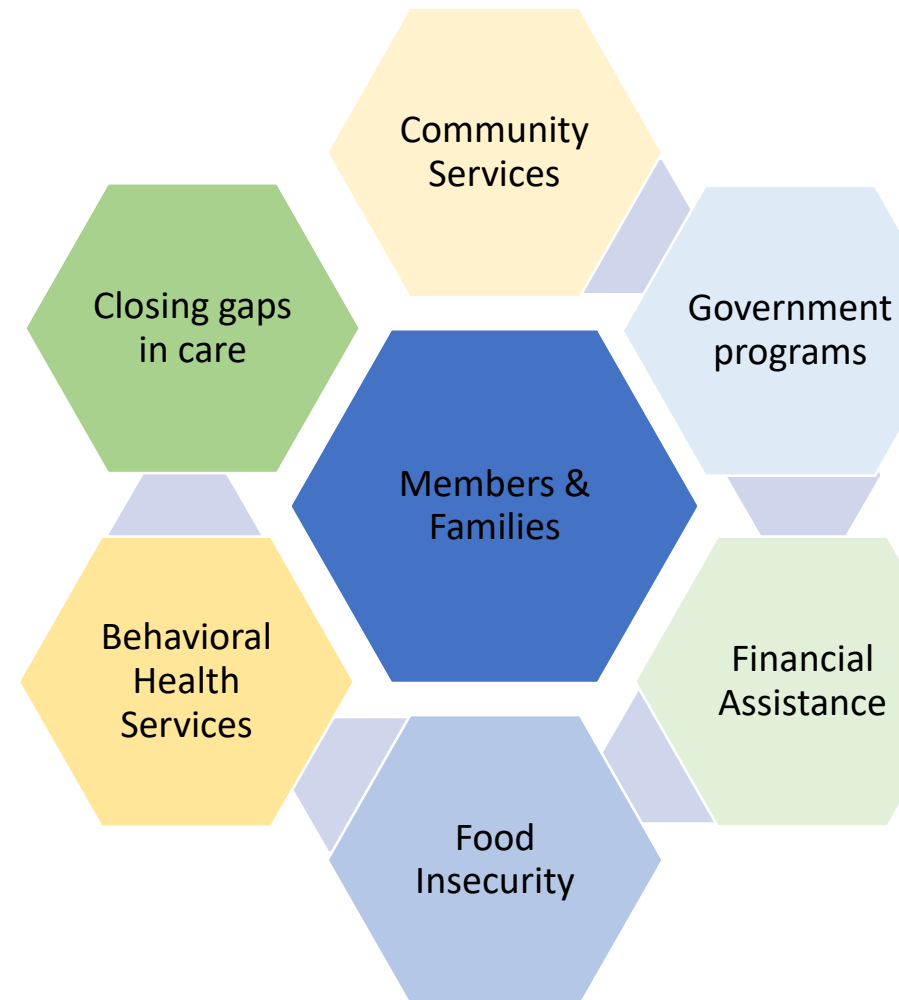 Community
Services
Government
programs
Closing gaps
in care
Members &
Families
Financial
Assistance
Behavioral
Health
Services
Food
Insecurity